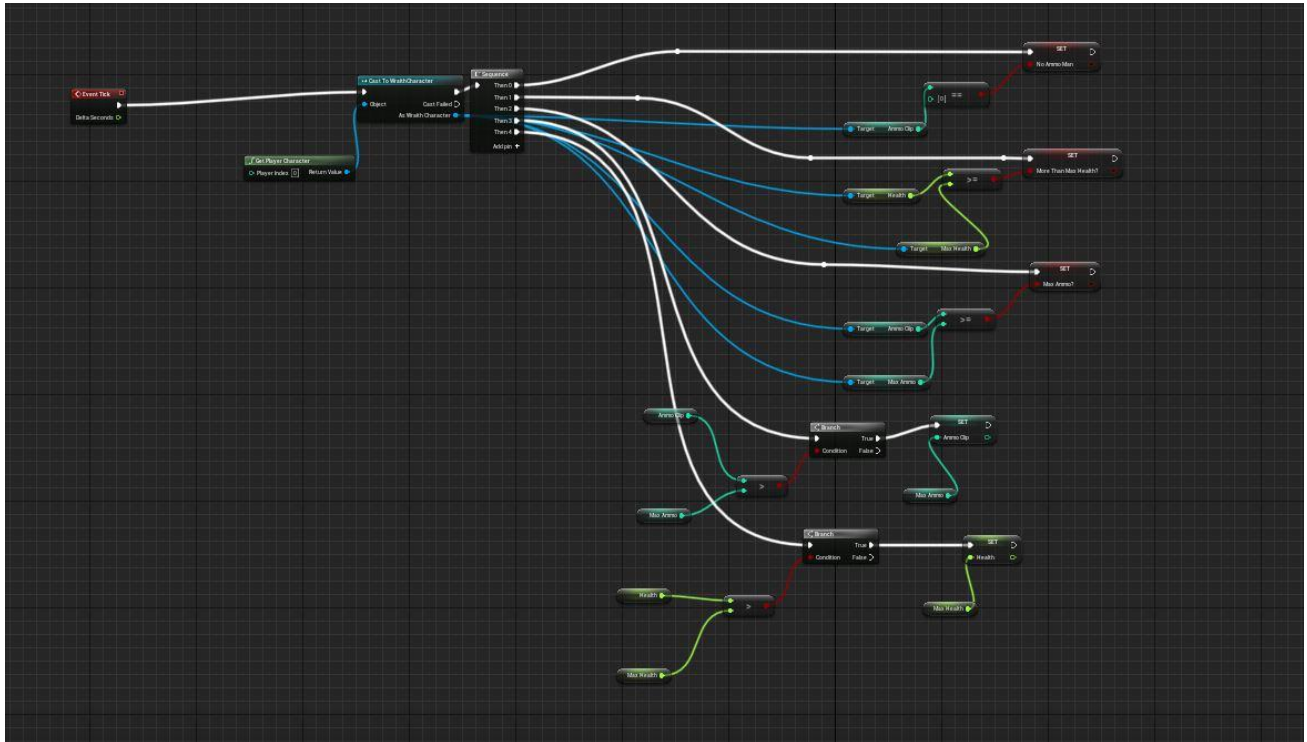 Event Tick
Delta Seconds
Get Player Character
Player Index 0
Return Value
Cast To WraithCharacter
Object
Cast Failed
As Wraith Character
Sequence
Then 0
Then 1
Then 2
Then 3
Then 4
Add pin +
SET
No Ammo Man
0
==
Target Ammo Clip
SET
More Than Max Health?
>=
Target Health
Target Max Health
SET
Max Ammo?
>=
Target Ammo Clip
Target Max Ammo
Ammo Clip
Max Ammo
>
Branch
True
Condition False
SET
Ammo Clip
Max Ammo
Branch
True
Condition False
SET
Health
Max Health
Health
>
Max Health